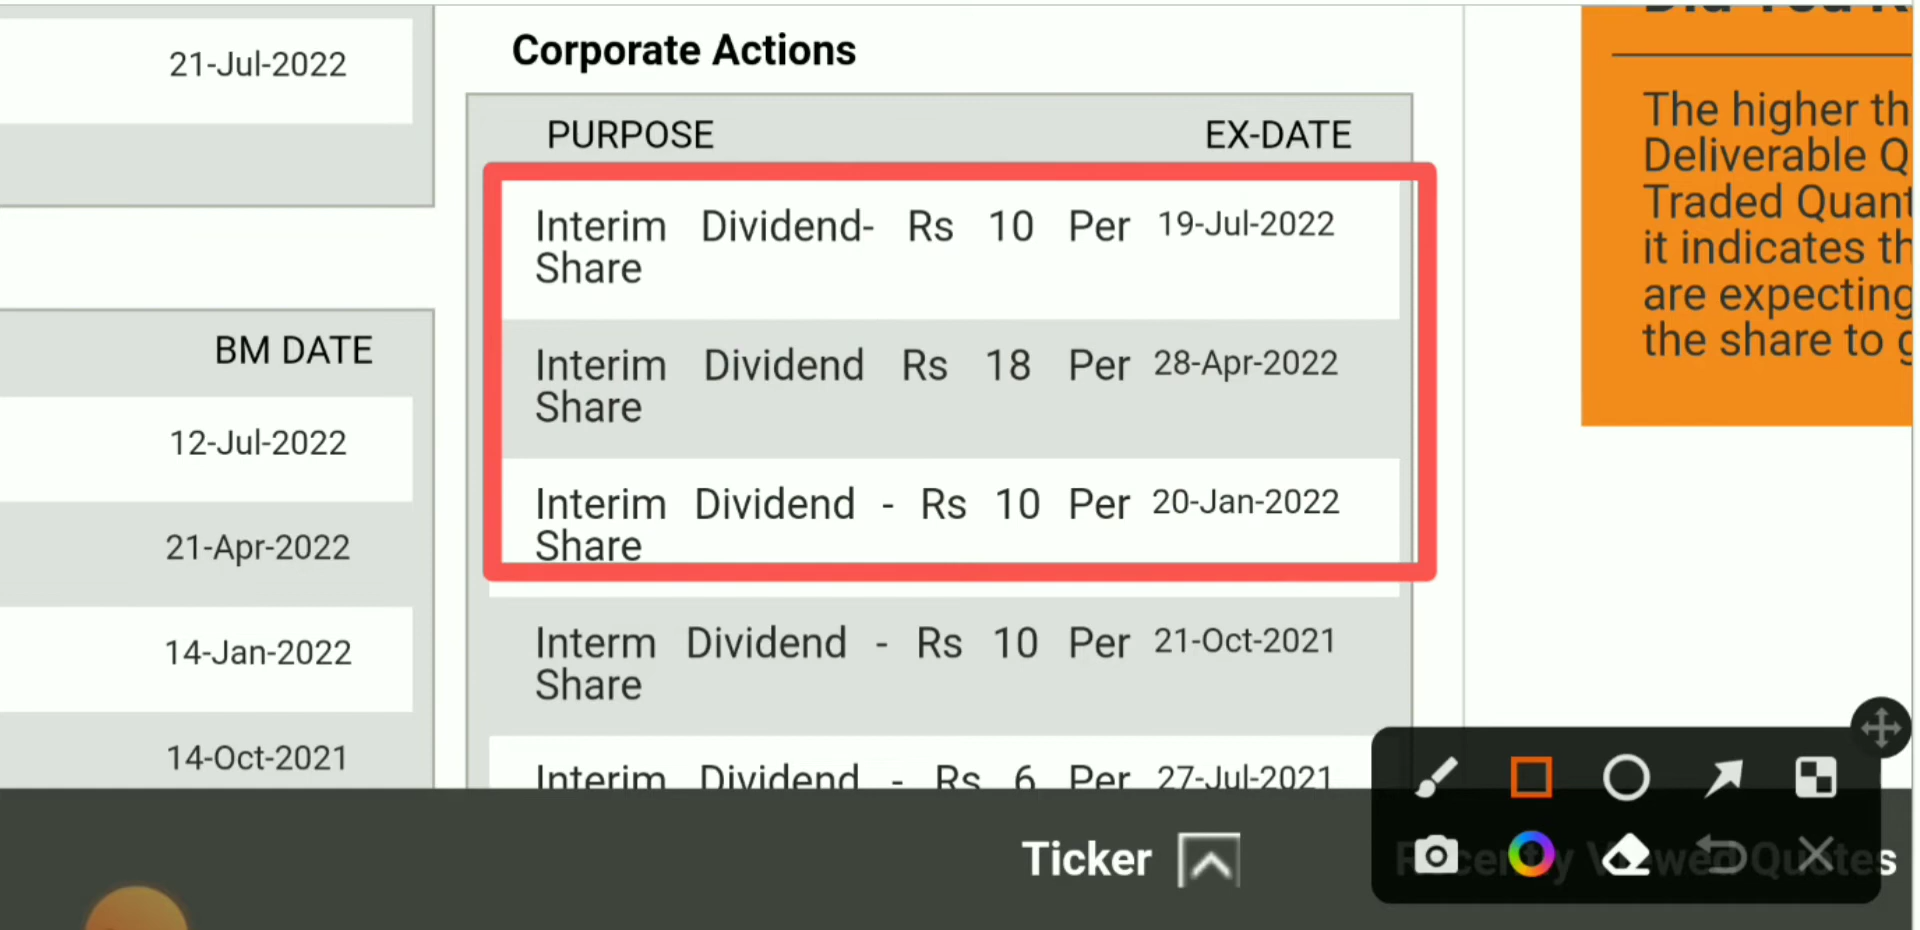 21-Jul-2022
BM DATE
12-Jul-2022
21-Apr-2022
14-Jan-2022
14-Oct-2021
Corporate Actions
PURPOSE EX-DATE
Interim Dividend- Rs 10 Per 19-Jul-2022
Share
Interim Dividend Rs 18 Per 28-Apr-2022
Share
Interim Dividend - Rs 10 Per 20-Jan-2022
Share
Interm Dividend - Rs 10 Per 21-Oct-2021
Share
Interim Dividend - Rs 6 Per 27-Jul-2021
The higher th
Deliverable Q
Traded Quant
it indicates th
are expecting
the share to g
Ticker
Recently Viewed Quotes